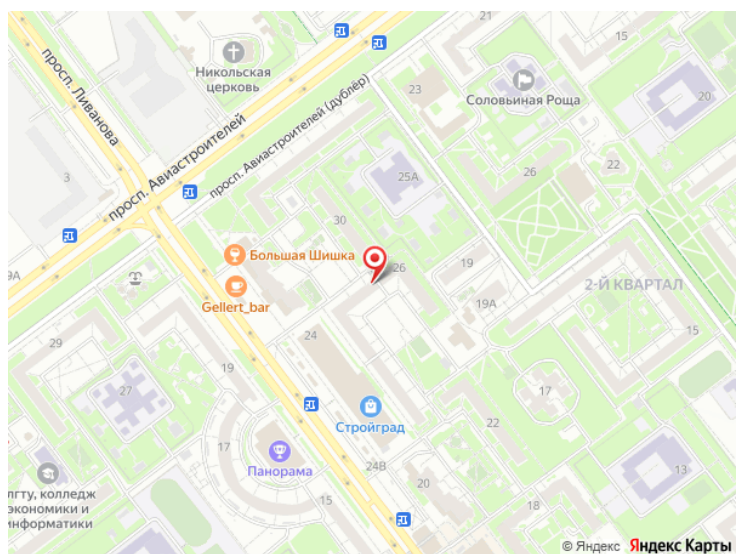 21
15
Никольская
церковь
просп. Ливанова
просп. Авиастроителей (дублёр)
просп. Авиастроителей
Соловьиная Роща
23
20
3
25А
26
22
30
9А
Большая Шишка
26
19
2-Й КВАРТАЛ
Gellert_bar
19А
24
15
29
19
17
27
Стройград
22
17
Панорама
24В
13
20
15
18
лгту, колледж
экономики и
информатики
© Яндекс Яндекс Карты